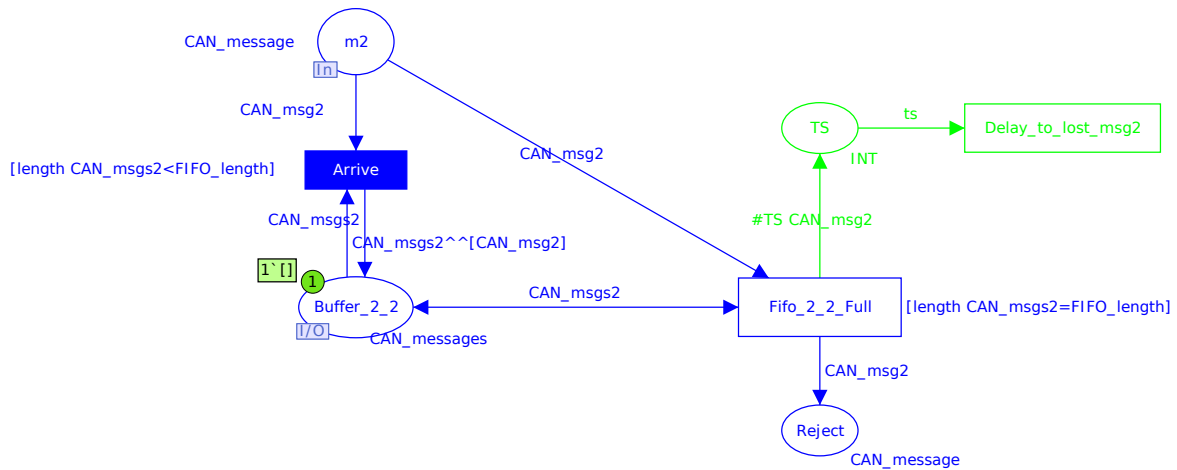 m2
CAN_message
In
CAN_msg2
ts
TS
Delay_to_lost_msg2
INT
CAN_msg2
[length CAN_msgs2<FIFO_length]
Arrive
CAN_msgs2
#TS CAN_msg2
CAN_msgs2^^[CAN_msg2]
1`[]
1
Buffer_2_2
CAN_msgs2
Fifo_2_2_Full
[length CAN_msgs2=FIFO_length]
I/O
CAN_messages
CAN_msg2
Reject
CAN_message